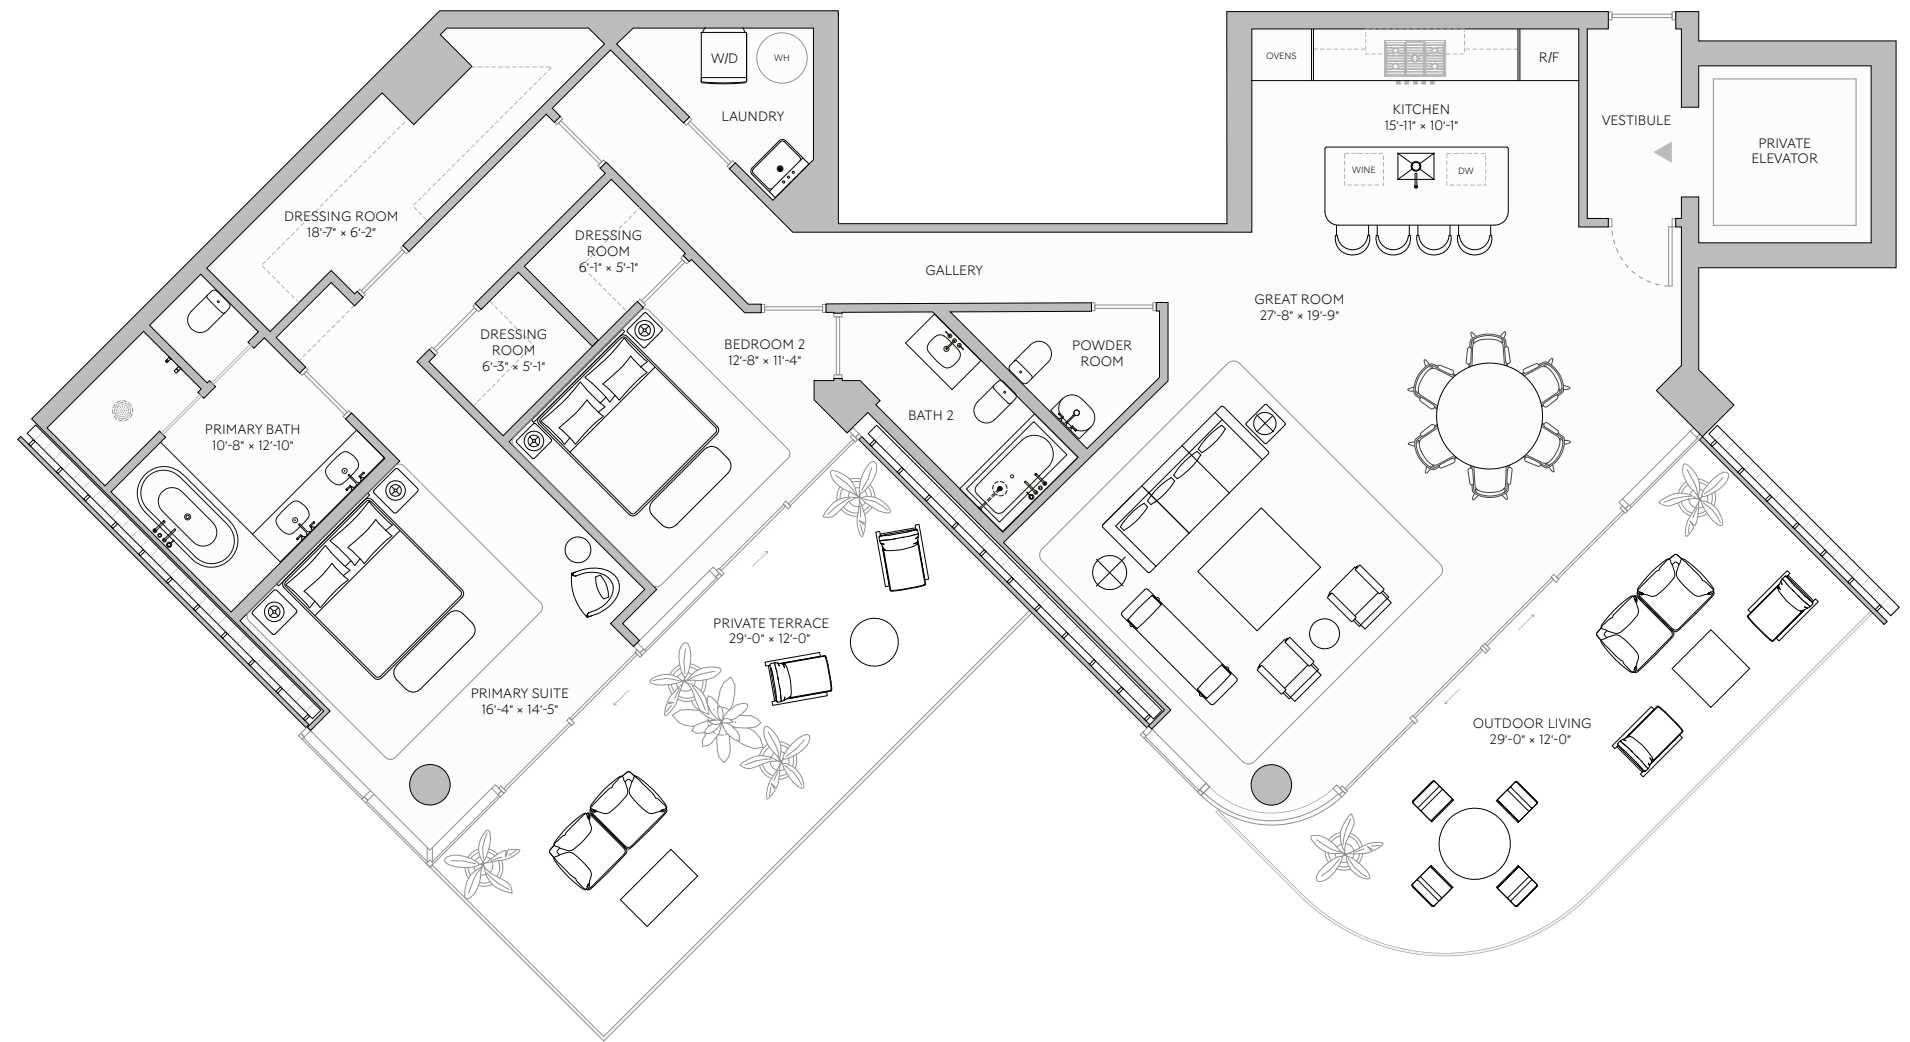 W/D
WH
LAUNDRY
OVENS
R/F
KITCHEN
15'-11" × 10'-1"
WINE
DW
VESTIBULE
PRIVATE
ELEVATOR
DRESSING ROOM
18'-7" × 6'-2"
DRESSING
ROOM
6'-1" × 5'-1"
GALLERY
GREAT ROOM
27'-8" × 19'-9"
DRESSING
ROOM
6'-3" × 5'-1"
BEDROOM 2
12'-8" × 11'-4"
POWDER
ROOM
BATH 2
PRIMARY BATH
10'-8" × 12'-10"
PRIVATE TERRACE
29'-0" × 12'-0"
PRIMARY SUITE
16'-4" × 14'-5"
OUTDOOR LIVING
29'-0" × 12'-0"